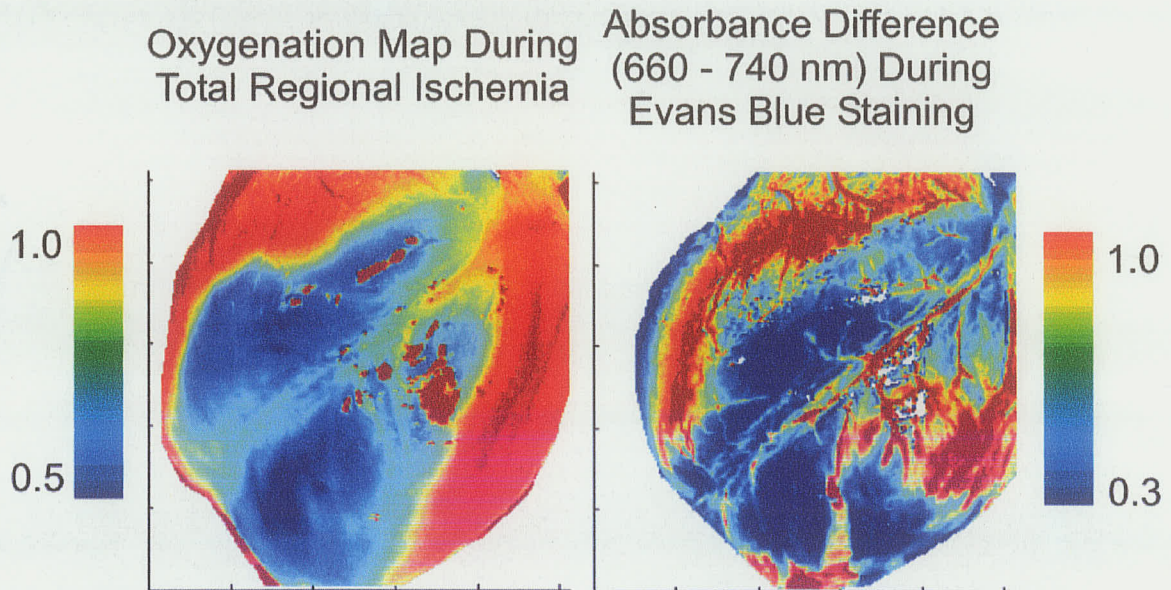 Oxygenation Map During
Total Regional Ischemia
Absorbance Difference
(660 - 740 nm) During
Evans Blue Staining
1.0
0.5
1.0
0.3